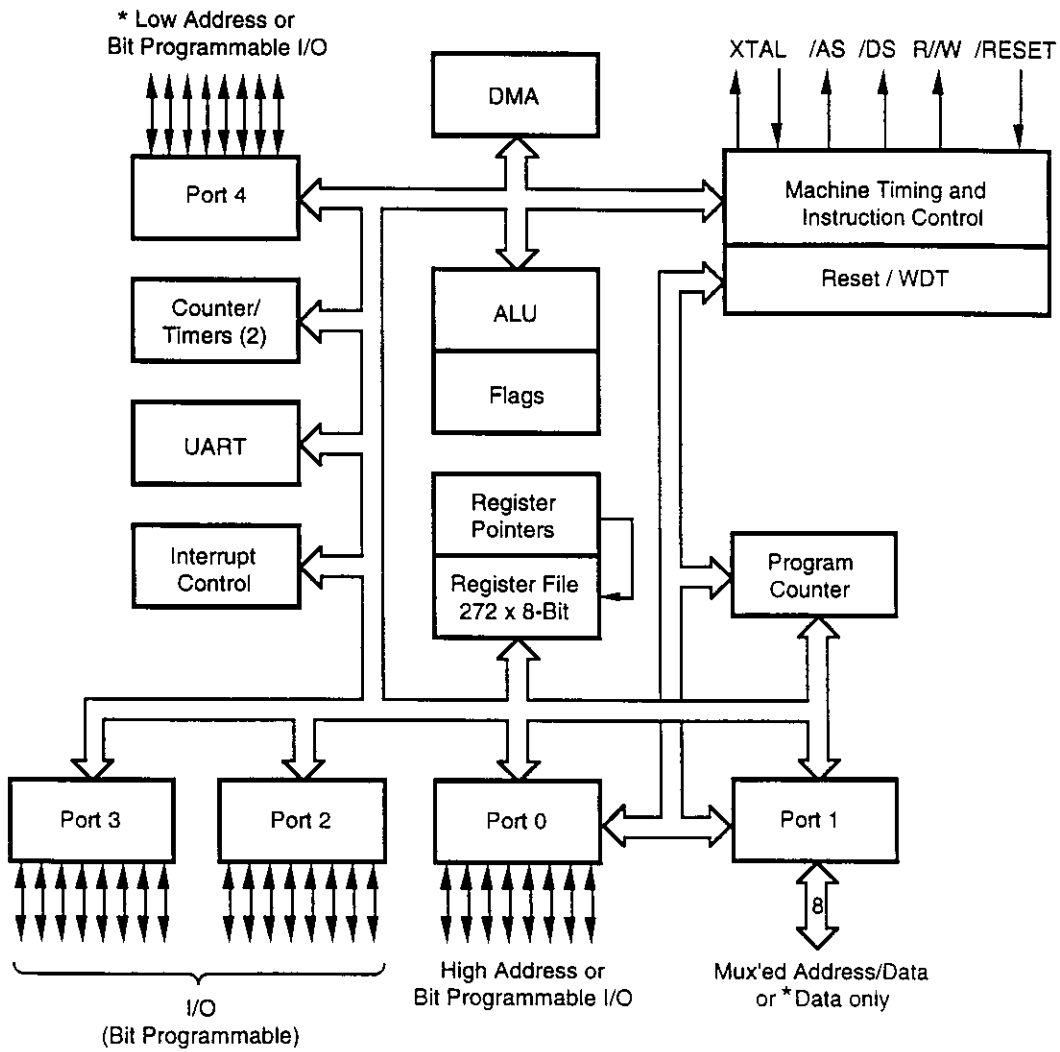 * Low Address or
Bit Programmable I/O
XTAL /AS /DS R//W /RESET
DMA
Port 4
Machine Timing and
Instruction Control
Reset / WDT
Counter/
Timers (2)
ALU
Flags
UART
Register
Pointers
Interrupt
Control
Register File
272 x 8-Bit
Program
Counter
Port 3
Port 2
Port 0
Port 1
8
I/O
(Bit Programmable)
High Address or
Bit Programmable I/O
Mux'ed Address/Data
or *Data only